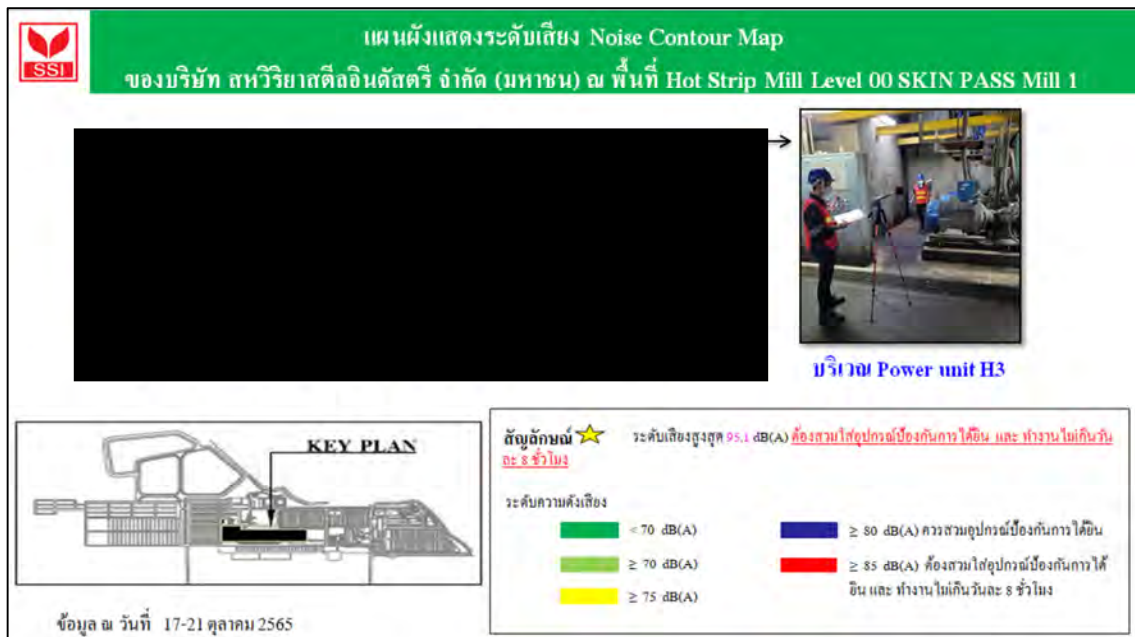 SSI
แผนผังแสดงระดับเสียง Noise Contour Map
ของบริษัท สหวิริยาสตีลอินดัสตรี จำกัด (มหาชน) ณ พื้นที่ Hot Strip Mill Level 00 SKIN PASS Mill 1
บริเวณ Power unit H3
KEY PLAN
สัญลักษณ์ ระดับเสียงสูงสุด 95.1 dB(A) ต้องสวมใส่อุปกรณ์ป้องกันการได้ยิน และ ทำงานไม่เกินวัน
ละ 8 ชั่วโมง
ระดับความดังเสียง
< 70 dB(A)
≥ 70 dB(A)
≥ 75 dB(A)
≥ 80 dB(A) ควรสวมอุปกรณ์ป้องกันการได้ยิน
≥ 85 dB(A) ต้องสวมใส่อุปกรณ์ป้องกันการได้
ยิน และ ทำงานไม่เกินวันละ 8 ชั่วโมง
ข้อมูล ณ วันที่ 17-21 ตุลาคม 2565